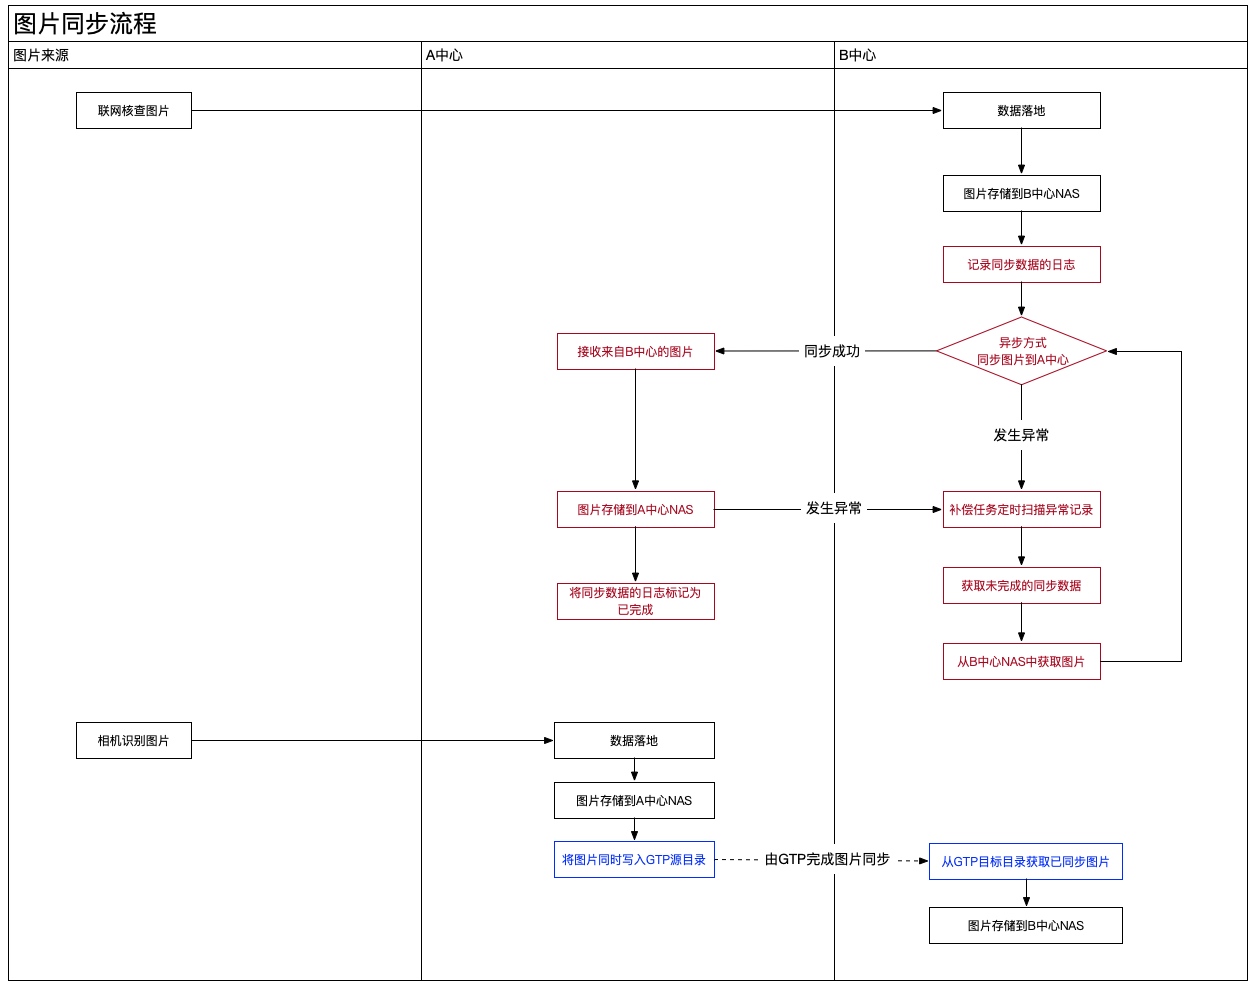 图片同步流程
图片来源
A中心
B中心
联网核查图片
数据落地
图片存储到B中心NAS
记录同步数据的日志
异步方式
同步图片到A中心
同步成功
接收来自B中心的图片
发生异常
图片存储到A中心NAS
发生异常
补偿任务定时扫描异常记录
将同步数据的日志标记为
已完成
获取未完成的同步数据
从B中心NAS中获取图片
相机识别图片
数据落地
图片存储到A中心NAS
将图片同时写入GTP源目录
由GTP完成图片同步
从GTP目标目录获取已同步图片
图片存储到B中心NAS